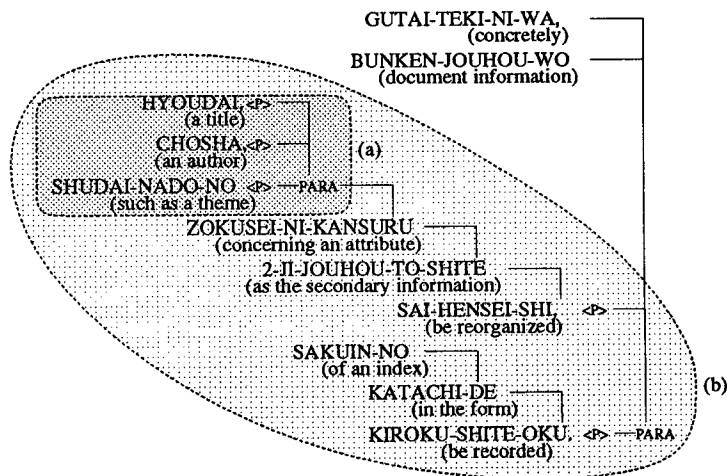 GUTAI-TEKI-NI-WA,
(concretely)
BUNKEN-JOUHOU-WO
(document information)
HYOUDAI, <P>
(a title)
CHOSHA, <P>
(an author)
(a)
SHUDAI-NADO-NO <P> PARA
(such as a theme)
ZOKUSEI-NI-KANSURU
(concerning an attribute)
2-JI-JOUHOU-TO-SHITE
(as the secondary information)
SAI-HENSEI-SHI, <P>
(be reorganized)
SAKUIN-NO
(of an index)
(b)
KATACHI-DE
(in the form)
KIROKU-SHITE-OKU. <P> PARA
(be recorded)